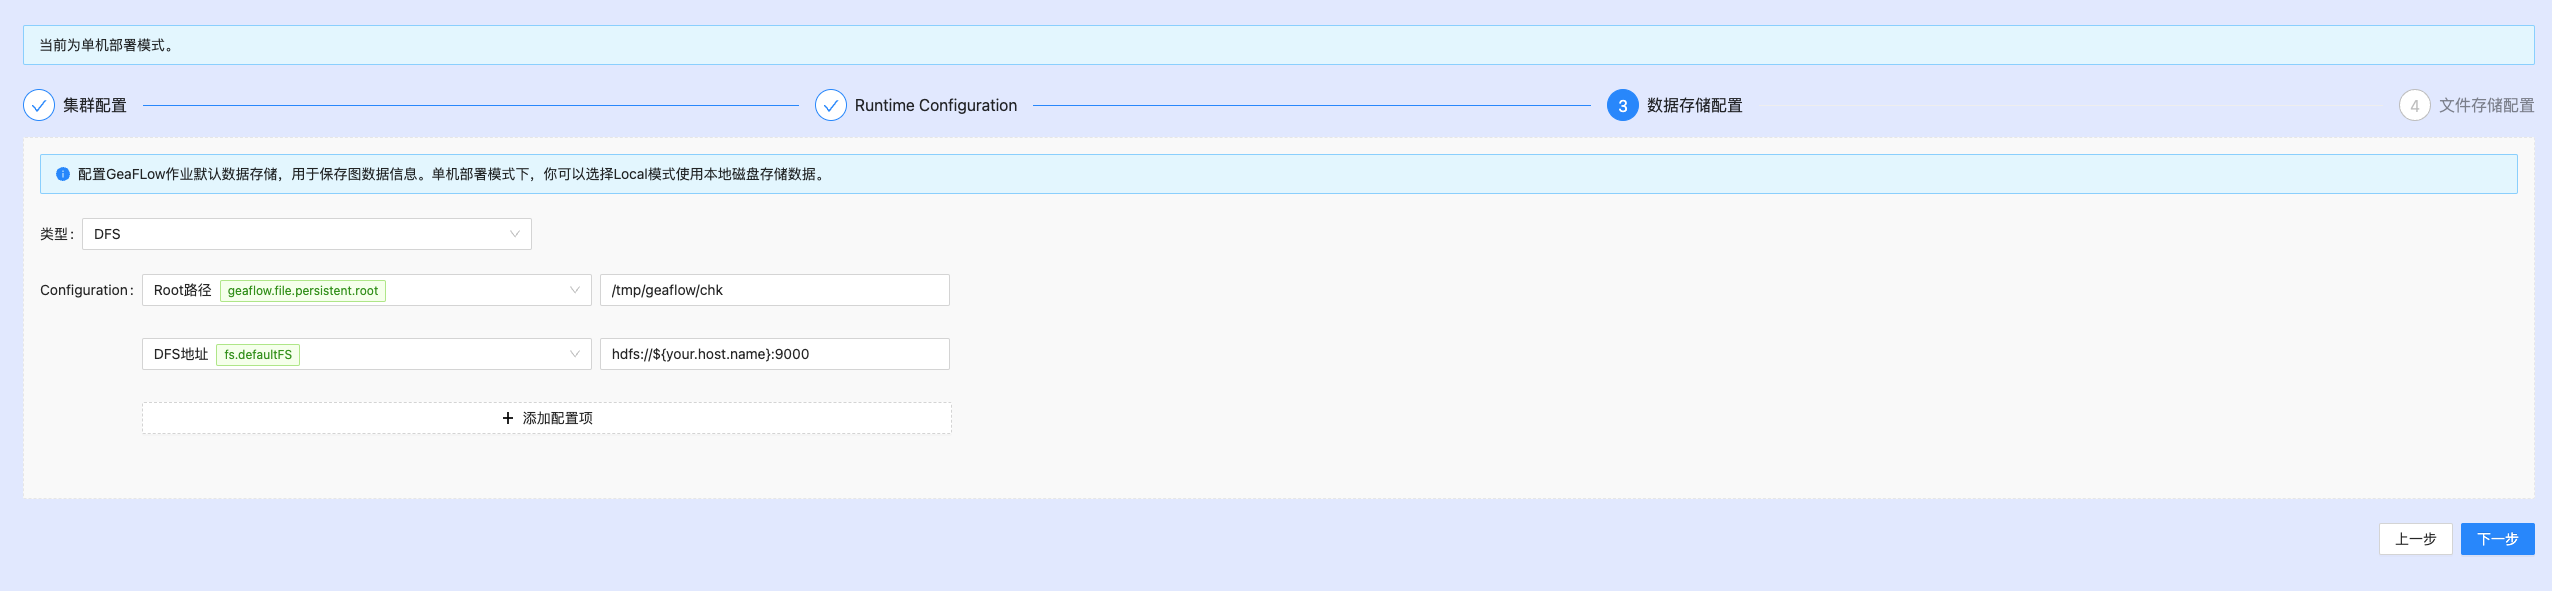 当前为单机部署模式。
集群配置 Runtime Configuration 3 数据存储配置 4 文件存储配置
配置GeaFLow作业默认数据存储，用于保存图数据信息。单机部署模式下，你可以选择Local模式使用本地磁盘存储数据。
类型： DFS
Configuration： Root路径 geaflow.file.persistent.root /tmp/geaflow/chk
DFS地址 fs.defaultFS hdfs://${your.host.name}:9000
+ 添加配置项
上一步 下一步